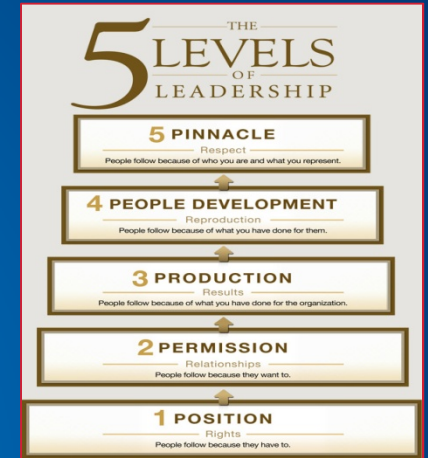 THE
5 LEVELS
OF
LEADERSHIP
5 PINNACLE
Respect
People follow because of who you are and what you represent.
4 PEOPLE DEVELOPMENT
Reproduction
People follow because of what you have done for them.
3 PRODUCTION
Results
People follow because of what you have done for the organization.
2 PERMISSION
Relationships
People follow because they want to.
1 POSITION
Rights
People follow because they have to.